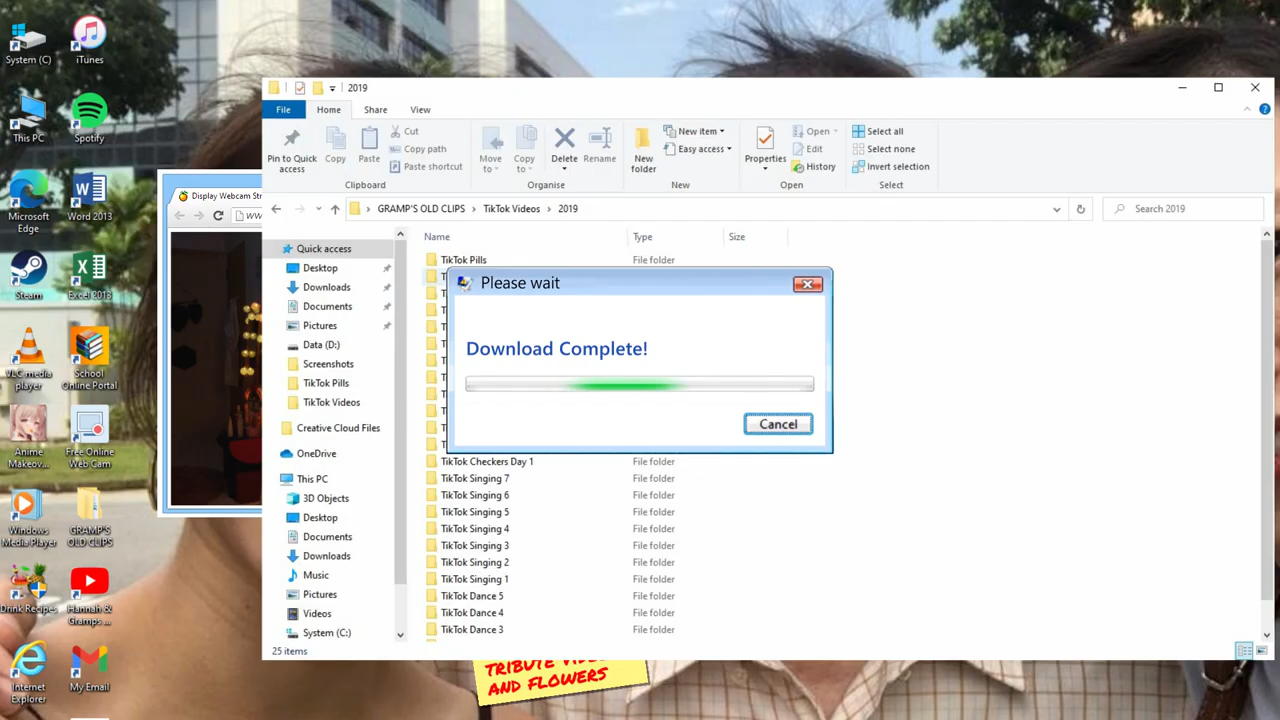 System (C)
iTunes
This PC
Spotify
Microsoft
Edge
Word 2013
Steam
Excel 2013
VLC media
player
School
Online Portal
Anime
Makeov...
Free Online
Web Cam
Windows
Media Player
GRAMP'S
OLD CLIPS
Drink Recipes
Hannah &
Gramps ...
Internet
Explorer
My Email
Display Webcam Str
2019
File
Home
Share
View
Pin to Quick
access
Copy
Paste
Cut
Copy path
Paste shortcut
Clipboard
Move
to
Copy
to
Delete
Rename
Organise
New
folder
New item
Easy access
New
Properties
Open
Edit
History
Open
Select all
Select none
Invert selection
Select
GRAMP'S OLD CLIPS > TikTok Videos > 2019
Search 2019
Quick access
Desktop
Downloads
Documents
Pictures
Data (D:)
Screenshots
TikTok Pills
TikTok Videos
Creative Cloud Files
OneDrive
This PC
3D Objects
Desktop
Documents
Downloads
Music
Pictures
Videos
System (C:)
Name Type Size
TikTok Pills File folder
Please wait
Download Complete!
Cancel
TikTok Checkers Day 1 File folder
TikTok Singing 7 File folder
TikTok Singing 6 File folder
TikTok Singing 5 File folder
TikTok Singing 4 File folder
TikTok Singing 3 File folder
TikTok Singing 2 File folder
TikTok Singing 1 File folder
TikTok Dance 5 File folder
TikTok Dance 4 File folder
TikTok Dance 3 File folder
25 items
TRIBUTE VIDEO
AND FLOWERS